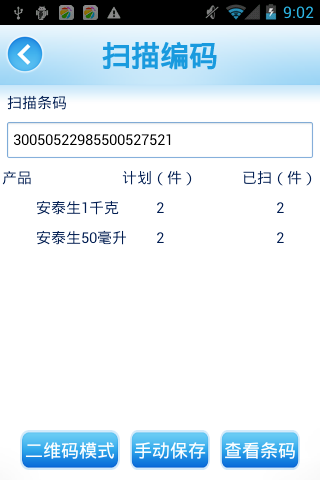 9:02
扫描编码
扫描条码
30050522985500527521
产品 计划（件） 已扫（件）
安泰生1千克 2 2
安泰生50毫升 2 2
二维码模式 手动保存 查看条码